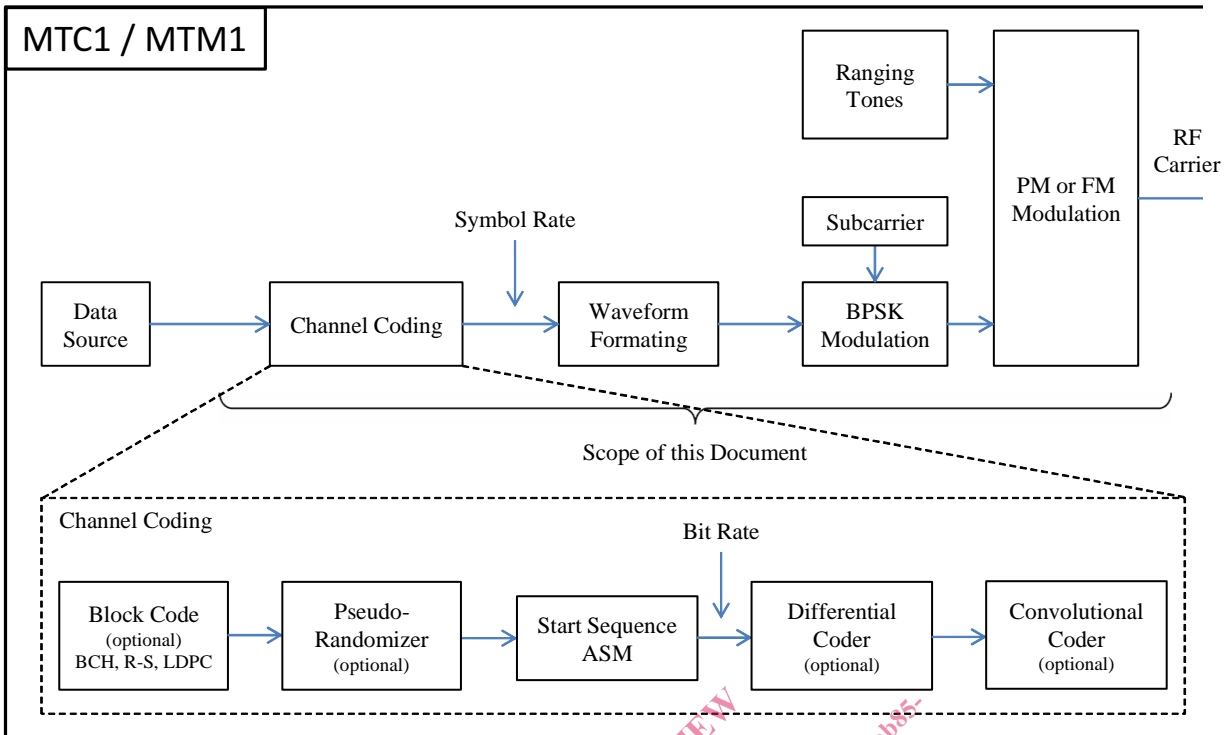 MTC1 / MTM1
Ranging
Tones
PM or FM
Modulation
RF
Carrier
Symbol Rate
Subcarrier
Data
Source
Channel Coding
Waveform
Formating
BPSK
Modulation
Scope of this Document
Channel Coding
Bit Rate
Block Code
(optional)
BCH, R-S, LDPC
Pseudo-
Randomizer
(optional)
Start Sequence
ASM
Differential
Coder
(optional)
Convolutional
Coder
(optional)